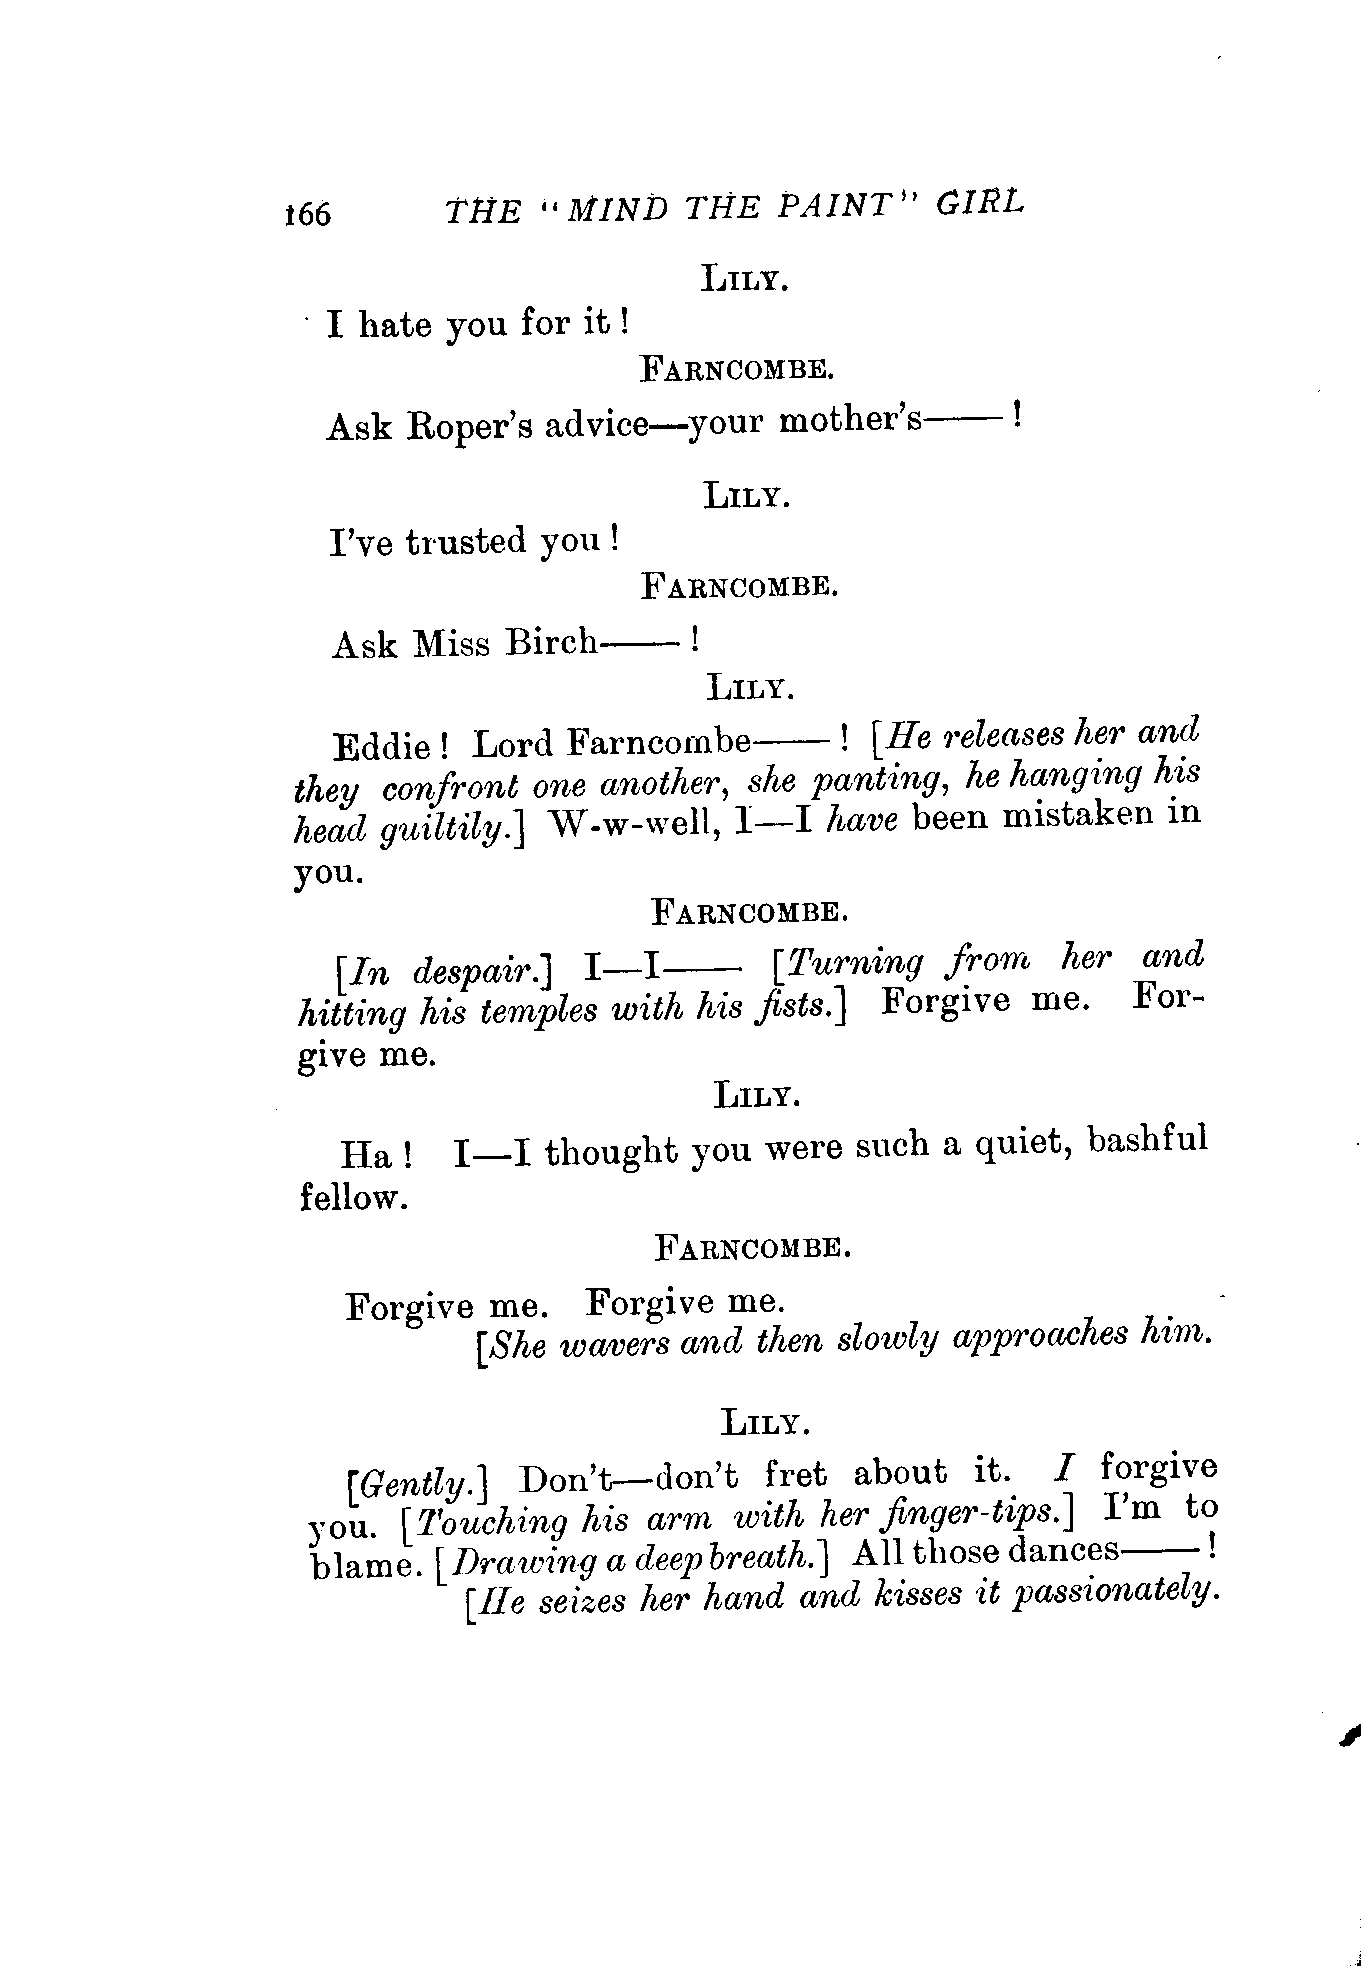 166 THE "MIND THE PAINT" GIRL
LILY.
I hate you for it!
FARNCOMBE.
Ask Roper's advice—your mother's——!
LILY.
I've trusted you!
FARNCOMBE.
Ask Miss Birch——!
LILY.
Eddie! Lord Farncombe——! [He releases her and
they confront one another, she panting, he hanging his
head guiltily.] W-w-well, I—I have been mistaken in
you.
FARNCOMBE.
[In despair.] I—I—— [Turning from her and
hitting his temples with his fists.] Forgive me. For-
give me.
LILY.
Ha! I—I thought you were such a quiet, bashful
fellow.
FARNCOMBE.
Forgive me. Forgive me.
[She wavers and then slowly approaches him.
LILY.
[Gently.] Don't—don't fret about it. I forgive
you. [Touching his arm with her finger-tips.] I'm to
blame. [Drawing a deep breath.] All those dances——!
[He seizes her hand and kisses it passionately.